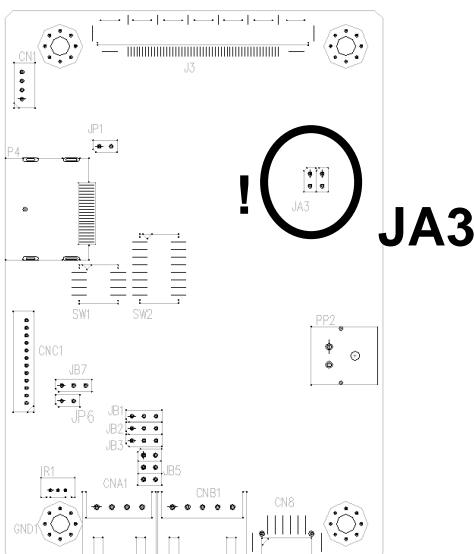 CN1
J3
JP1
P4
!
JA3
JA3
SW1
SW2
PP2
CNC1
JB7
JP6
JB1
JB2
JB3
JB5
JR1
CNA1
CNB1
CN8
GND1